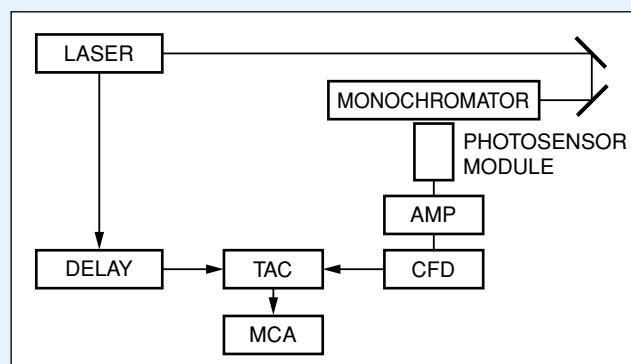 LASER
MONOCHROMATOR
PHOTOSENSOR
MODULE
AMP
DELAY
TAC
CFD
MCA